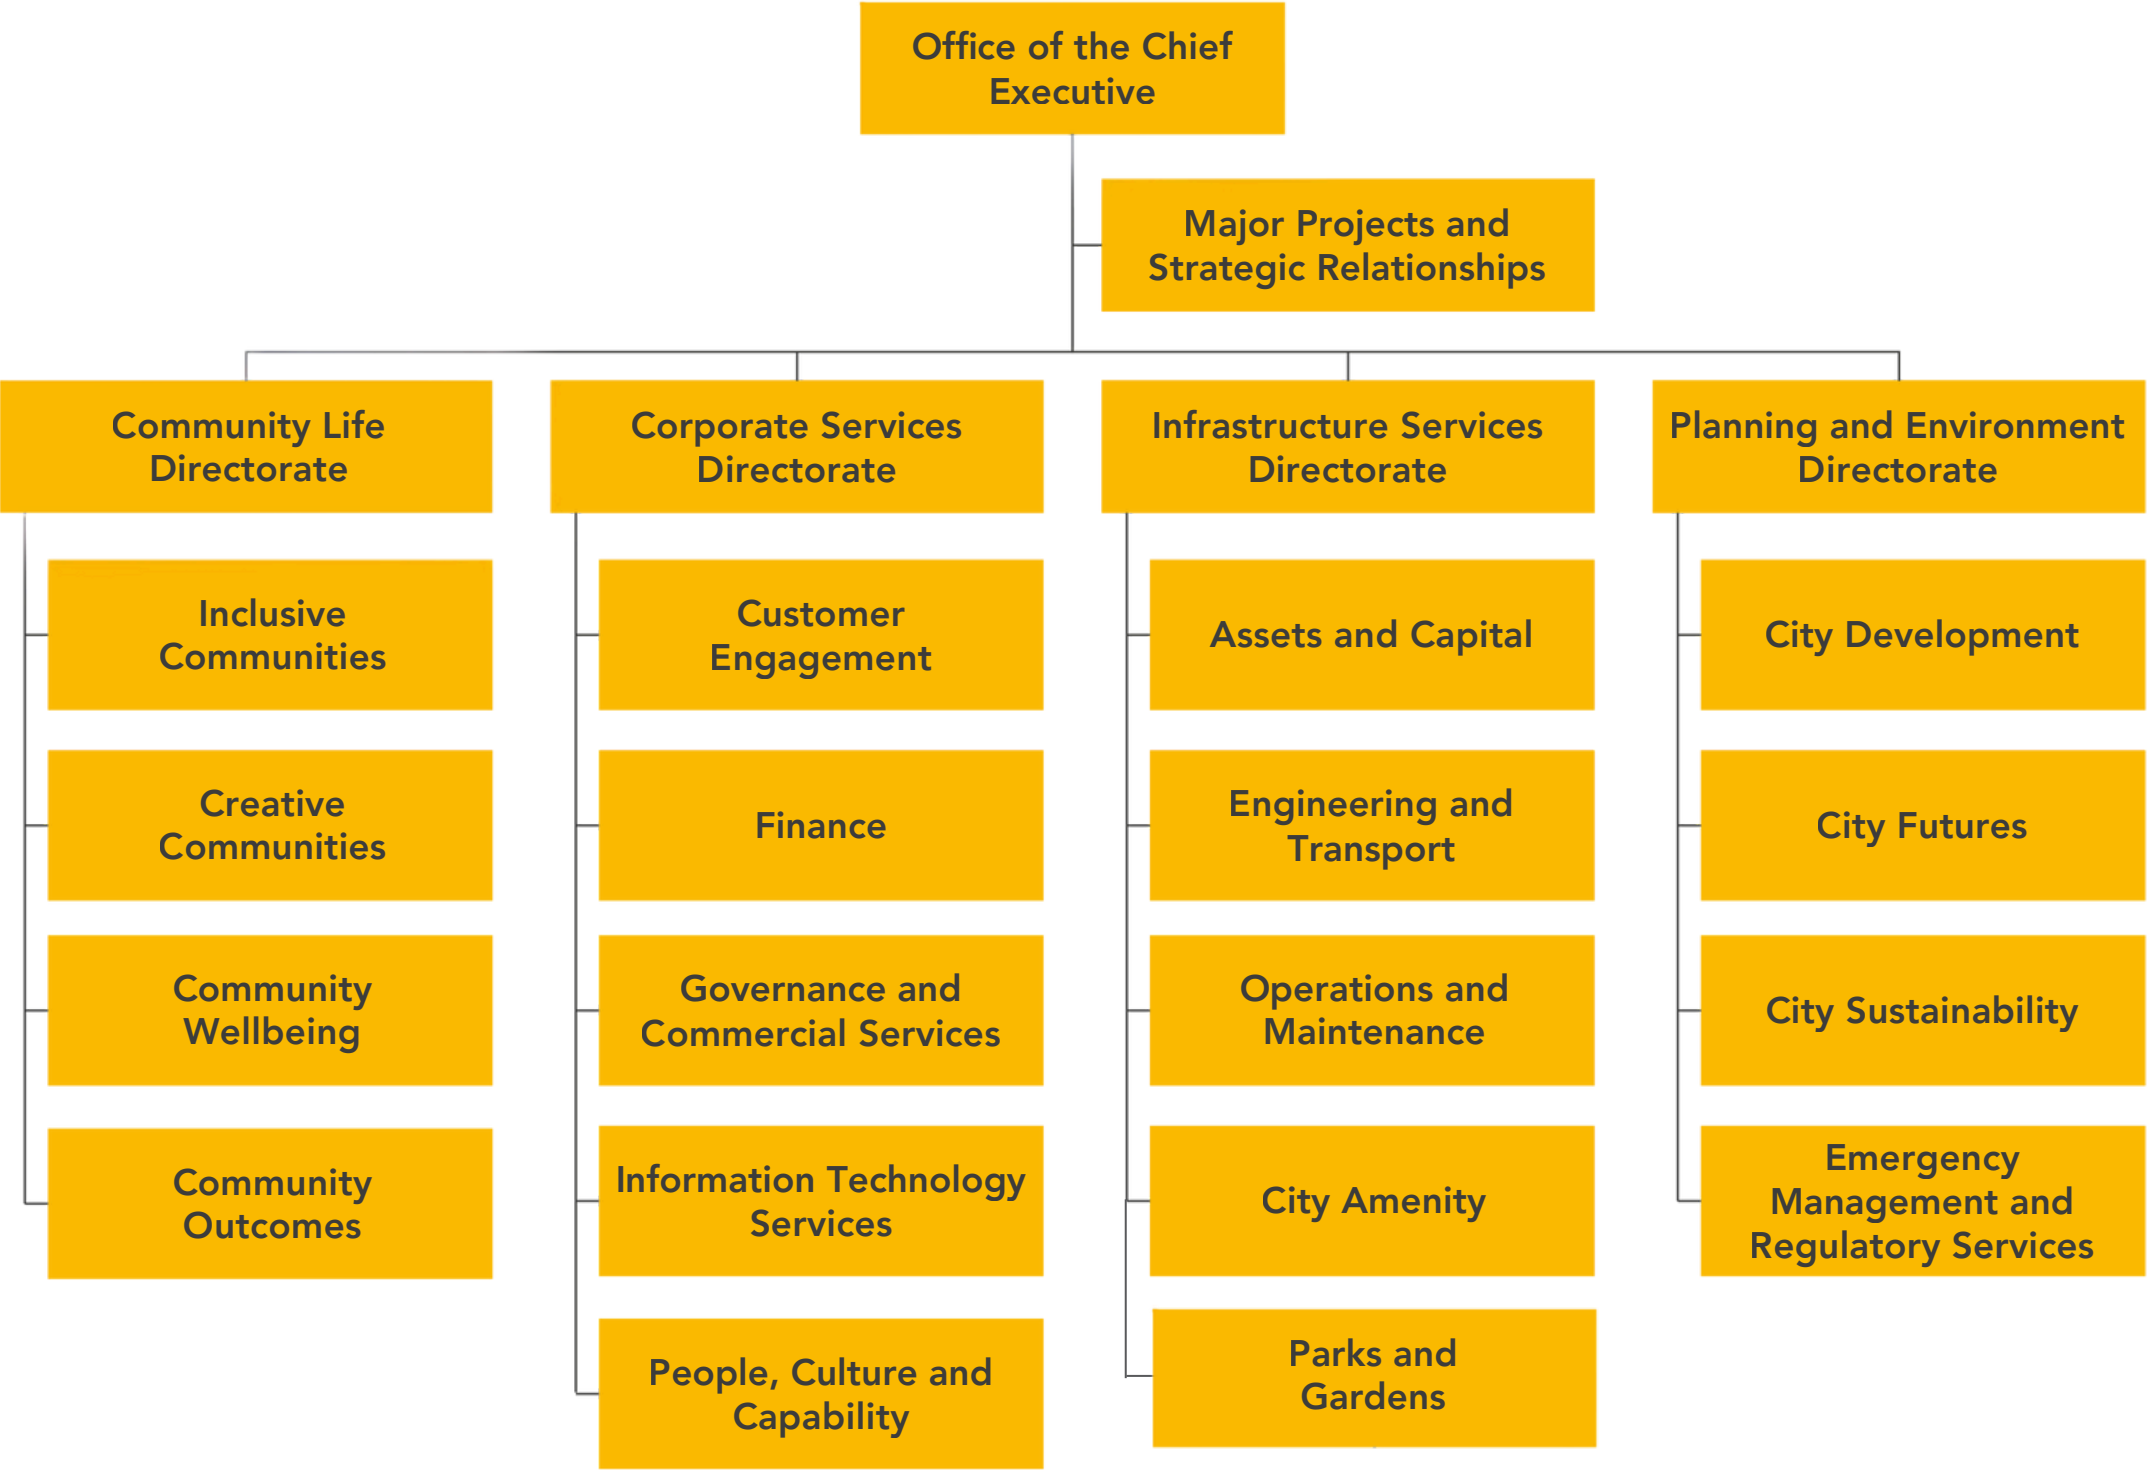 Office of the Chief
Executive
Major Projects and
Strategic Relationships
Community Life
Directorate
Inclusive
Communities
Creative
Communities
Community
Wellbeing
Community
Outcomes
Corporate Services
Directorate
Customer
Engagement
Finance
Governance and
Commercial Services
Information Technology
Services
People, Culture and
Capability
Infrastructure Services
Directorate
Assets and Capital
Engineering and
Transport
Operations and
Maintenance
City Amenity
Parks and
Gardens
Planning and Environment
Directorate
City Development
City Futures
City Sustainability
Emergency
Management and
Regulatory Services